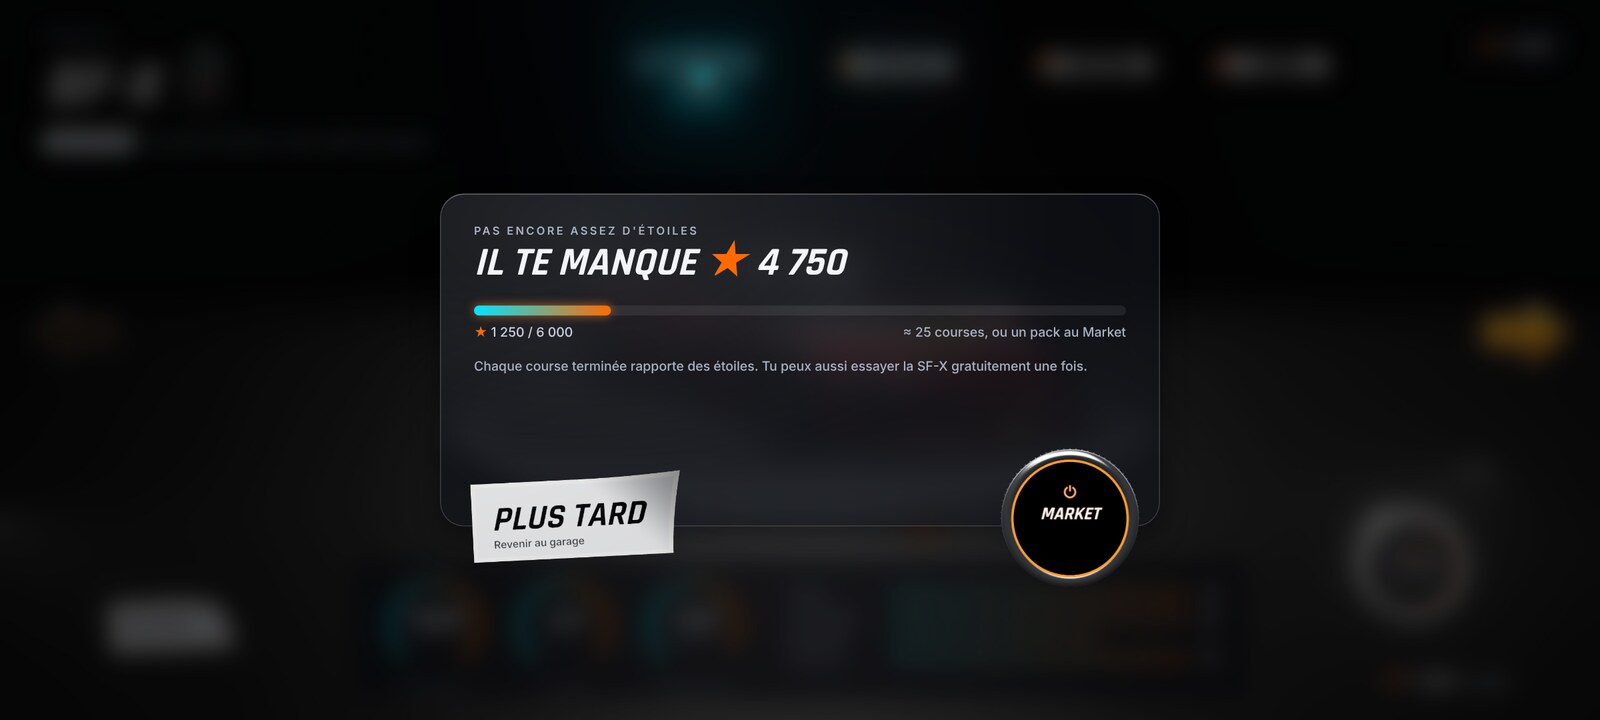 PAS ENCORE ASSEZ D'ÉTOILES
IL TE MANQUE ★ 4 750
★ 1 250 / 6 000
≈ 25 courses, ou un pack au Market
Chaque course terminée rapporte des étoiles. Tu peux aussi essayer la SF-X gratuitement une fois.
PLUS TARD
Revenir au garage
MARKET